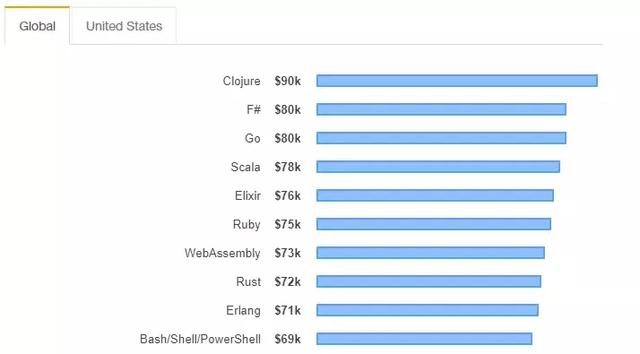 Global United States
Clojure $90k
F# $80k
Go $80k
Scala $78k
Elixir $76k
Ruby $75k
WebAssembly $73k
Rust $72k
Erlang $71k
Bash/Shell/PowerShell $69k